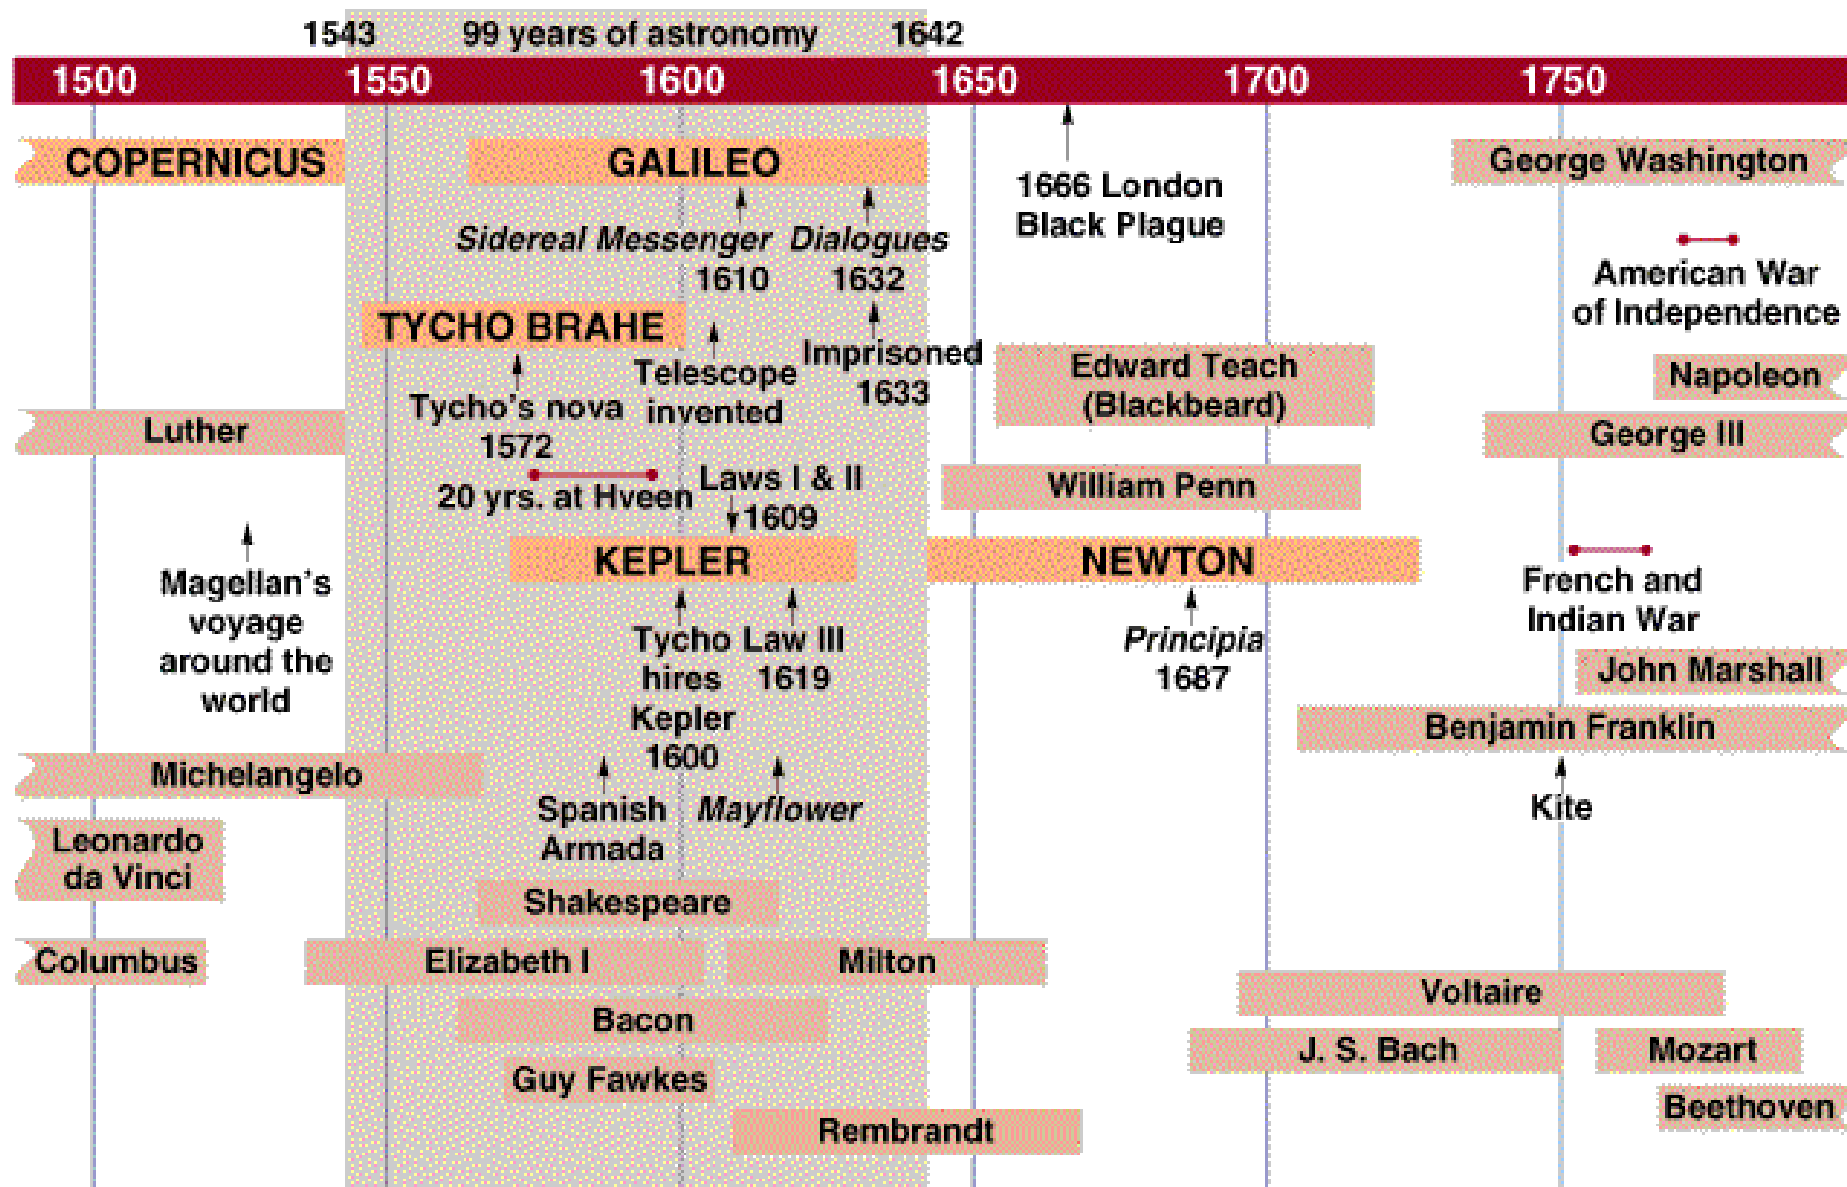 1543 99 years of astronomy 1642
1500 1550 1600 1650 1700 1750
COPERNICUS GALILEO George Washington
1666 London
Black Plague
Sidereal Messenger
1610
Dialogues
1632
American War
of Independence
TYCHO BRAHE
Telescope
invented
Imprisoned
1633
Edward Teach
(Blackbeard)
Napoleon
Tycho's nova
1572
Luther
George III
20 yrs. at Hveen
Laws I & II
1609
William Penn
KEPLER NEWTON
Magellan's
voyage
around the
world
French and
Indian War
Tycho
hires
Kepler
1600
Law III
1619
Principia
1687
John Marshall
Benjamin Franklin
Michelangelo
Spanish
Armada
Mayflower
Kite
Leonardo
da Vinci
Shakespeare
Columbus Elizabeth I Milton
Voltaire
Bacon
J. S. Bach Mozart
Guy Fawkes
Beethoven
Rembrandt